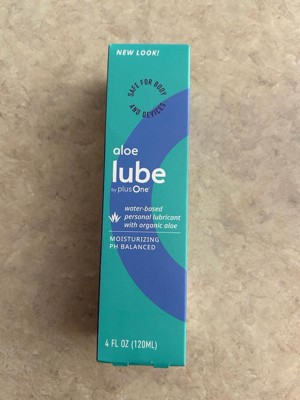 NEW LOOK!
SAFE FOR BODY
AND DEVICES
aloe
lube
by plusOne
water-based
personal lubricant
with organic aloe
MOISTURIZING
PH BALANCED
4 FL OZ (120ML)